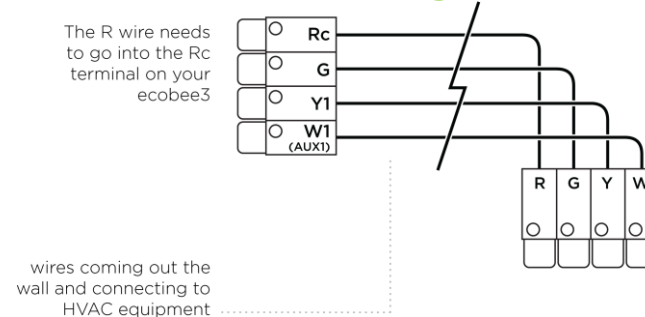 The R wire needs
to go into the Rc
terminal on your
ecobee3
Rc
G
Y1
W1
(AUX1)
R G Y W
wires coming out the
wall and connecting to
HVAC equipment